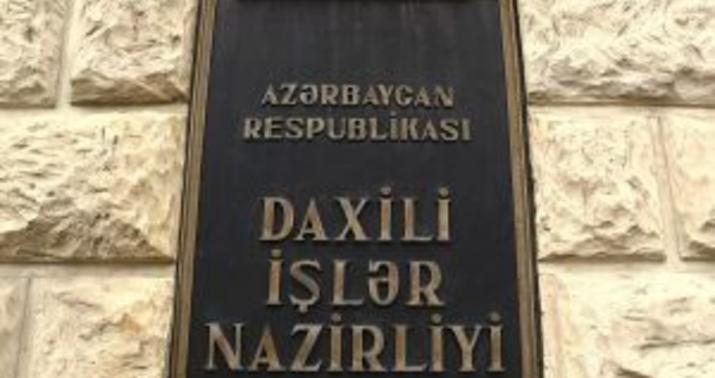 AZƏRBAYCAN
RESPUBLİKASI
DAXİLİ
İŞLƏR
NAZİRLİYİ